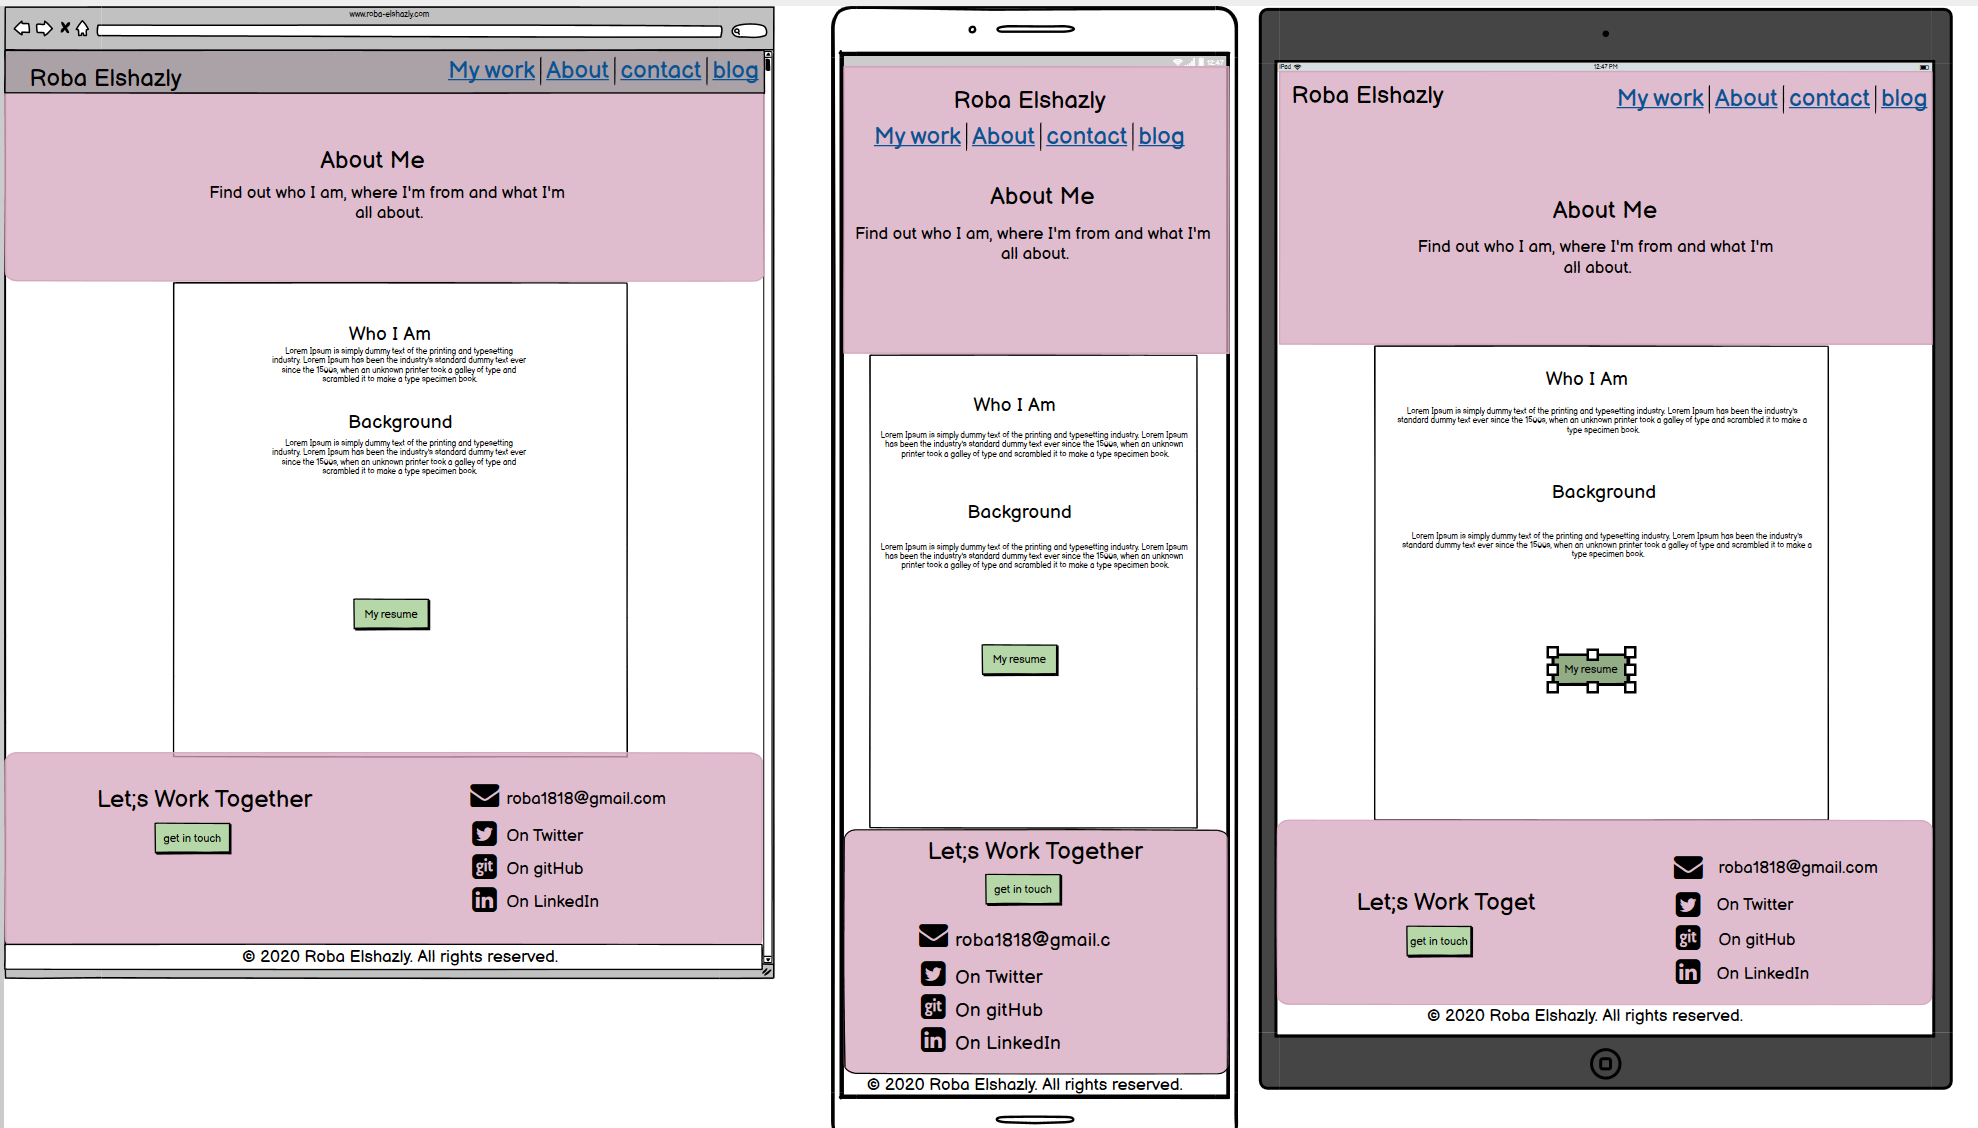 www.roba-elshazly.com
Roba Elshazly
My work About contact blog
About Me
Find out who I am, where I'm from and what I'm
all about.
Who I Am
Lorem Ipsum is simply dummy text of the printing and typesetting
industry. Lorem Ipsum has been the industry's standard dummy text ever
since the 1500s, when an unknown printer took a galley of type and
scrambled it to make a type specimen book.
Background
Lorem Ipsum is simply dummy text of the printing and typesetting
industry. Lorem Ipsum has been the industry's standard dummy text ever
since the 1500s, when an unknown printer took a galley of type and
scrambled it to make a type specimen book.
My resume
Let;s Work Together
get in touch
roba1818@gmail.com
On Twitter
git On gitHub
in On LinkedIn
© 2020 Roba Elshazly. All rights reserved.
12:47
Roba Elshazly
My work About contact blog
About Me
Find out who I am, where I'm from and what I'm
all about.
Who I Am
Lorem Ipsum is simply dummy text of the printing and typesetting industry. Lorem Ipsum
has been the industry's standard dummy text ever since the 1500s, when an unknown
printer took a galley of type and scrambled it to make a type specimen book.
Background
Lorem Ipsum is simply dummy text of the printing and typesetting industry. Lorem Ipsum
has been the industry's standard dummy text ever since the 1500s, when an unknown
printer took a galley of type and scrambled it to make a type specimen book.
My resume
Let;s Work Together
get in touch
roba1818@gmail.c
On Twitter
git On gitHub
in On LinkedIn
© 2020 Roba Elshazly. All rights reserved.
iPad 12:47 PM
Roba Elshazly
My work About contact blog
About Me
Find out who I am, where I'm from and what I'm
all about.
Who I Am
Lorem Ipsum is simply dummy text of the printing and typesetting industry. Lorem Ipsum has been the industry's
standard dummy text ever since the 1500s, when an unknown printer took a galley of type and scrambled it to make a
type specimen book.
Background
Lorem Ipsum is simply dummy text of the printing and typesetting industry. Lorem Ipsum has been the industry's
standard dummy text ever since the 1500s, when an unknown printer took a galley of type and scrambled it to make a
type specimen book.
My resume
Let;s Work Toget
get in touch
roba1818@gmail.com
On Twitter
git On gitHub
in On LinkedIn
© 2020 Roba Elshazly. All rights reserved.